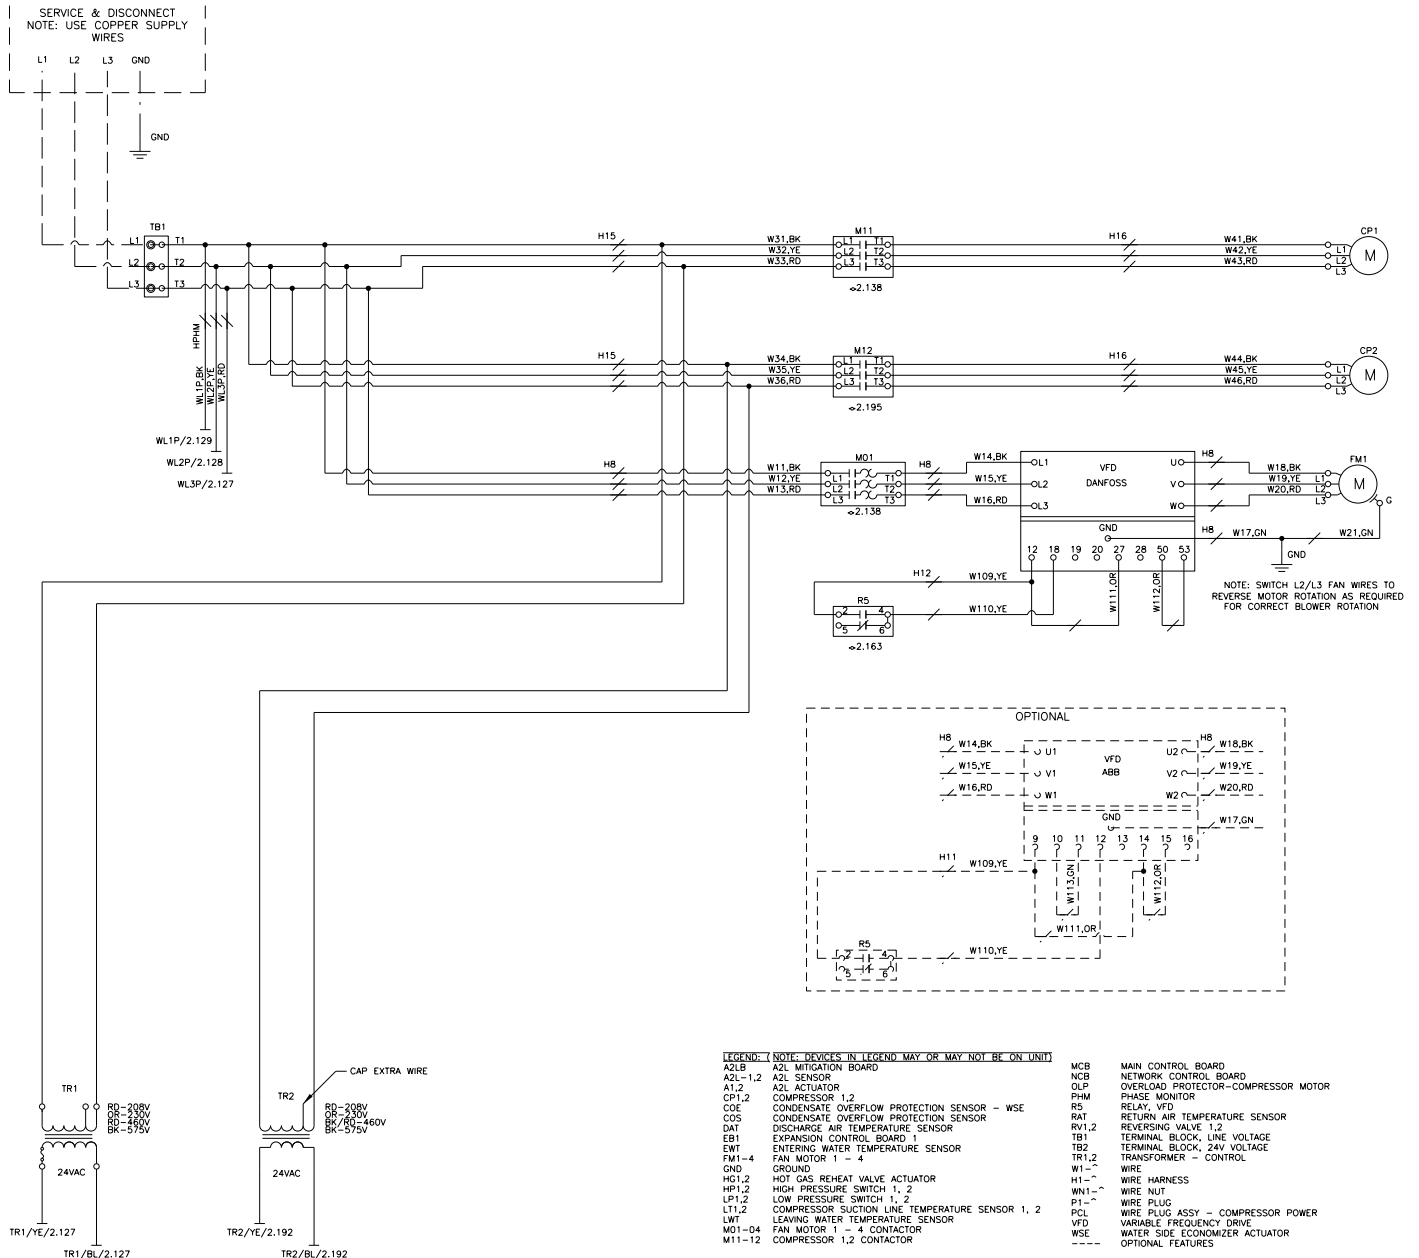 SERVICE & DISCONNECT
NOTE: USE COPPER SUPPLY
WIRES
L1 L2 L3 GND
GND
TB1
L1 T1
L2 T2
L3 T3
HPHM
WL1P,BK
WL2P,YE
WL3P,RD
WL1P/2.129
WL2P/2.128
WL3P/2.127
H15
W31,BK
W32,YE
W33,RD
M11
L1 T1
L2 T2
L3 T3
2.138
H16
W41,BK
W42,YE
W43,RD
CP1
L1
L2
L3
M
H15
W34,BK
W35,YE
W36,RD
M12
L1 T1
L2 T2
L3 T3
2.195
H16
W44,BK
W45,YE
W46,RD
CP2
L1
L2
L3
M
H8
W11,BK
W12,YE
W13,RD
M01
L1 T1
L2 T2
L3 T3
2.138
H8
W14,BK
W15,YE
W16,RD
L1
L2
L3
VFD
DANFOSS
U
V
W
GND
12 18 19 20 27 28 50 53
H8
W18,BK
W19,YE
W20,RD
FM1
L1
L2
L3
M
G
H8 W17,GN
W21,GN
GND
NOTE: SWITCH L2/L3 FAN WIRES TO
REVERSE MOTOR ROTATION AS REQUIRED
FOR CORRECT BLOWER ROTATION
H12
W109,YE
W111,OR
W112,OR
R5
2 4
5 6
W110,YE
2.163
OPTIONAL
H8 W14,BK
W15,YE
W16,RD
U1
V1
W1
VFD
ABB
U2
V2
W2
H8 W18,BK
W19,YE
W20,RD
GND
W17,GN
9 10 11 12 13 14 15 16
H11
W109,YE
W113,GN
W112,OR
W111,OR
R5
2 4
5 6
W110,YE
TR1
RD-208V
OR-230V
RD-460V
BK-575V
24VAC
TR1/YE/2.127
TR1/BL/2.127
CAP EXTRA WIRE
TR2
RD-208V
OR-230V
BK/RD-460V
BK-575V
24VAC
TR2/YE/2.192
TR2/BL/2.192
LEGEND: ( NOTE: DEVICES IN LEGEND MAY OR MAY NOT BE ON UNIT)
A2LB A2L MITIGATION BOARD
A2L-1,2 A2L SENSOR
A1,2 A2L ACTUATOR
CP1,2 COMPRESSOR 1,2
COE CONDENSATE OVERFLOW PROTECTION SENSOR - WSE
COS CONDENSATE OVERFLOW PROTECTION SENSOR
DAT DISCHARGE AIR TEMPERATURE SENSOR
EB1 EXPANSION CONTROL BOARD 1
EWT ENTERING WATER TEMPERATURE SENSOR
FM1-4 FAN MOTOR 1 - 4
GND GROUND
HG1,2 HOT GAS REHEAT VALVE ACTUATOR
HP1,2 HIGH PRESSURE SWITCH 1, 2
LP1,2 LOW PRESSURE SWITCH 1, 2
LT1,2 COMPRESSOR SUCTION LINE TEMPERATURE SENSOR 1, 2
LWT LEAVING WATER TEMPERATURE SENSOR
M01-04 FAN MOTOR 1 - 4 CONTACTOR
M11-12 COMPRESSOR 1,2 CONTACTOR
MCB MAIN CONTROL BOARD
NCB NETWORK CONTROL BOARD
OLP OVERLOAD PROTECTOR-COMPRESSOR MOTOR
PHM PHASE MONITOR
R5 RELAY, VFD
RAT RETURN AIR TEMPERATURE SENSOR
RV1,2 REVERSING VALVE 1,2
TB1 TERMINAL BLOCK, LINE VOLTAGE
TB2 TERMINAL BLOCK, 24V VOLTAGE
TR1,2 TRANSFORMER - CONTROL
W1-^ WIRE
H1-^ WIRE HARNESS
WN1-^ WIRE NUT
P1-^ WIRE PLUG
PCL WIRE PLUG ASSY - COMPRESSOR POWER
VFD VARIABLE FREQUENCY DRIVE
WSE WATER SIDE ECONOMIZER ACTUATOR
---- OPTIONAL FEATURES